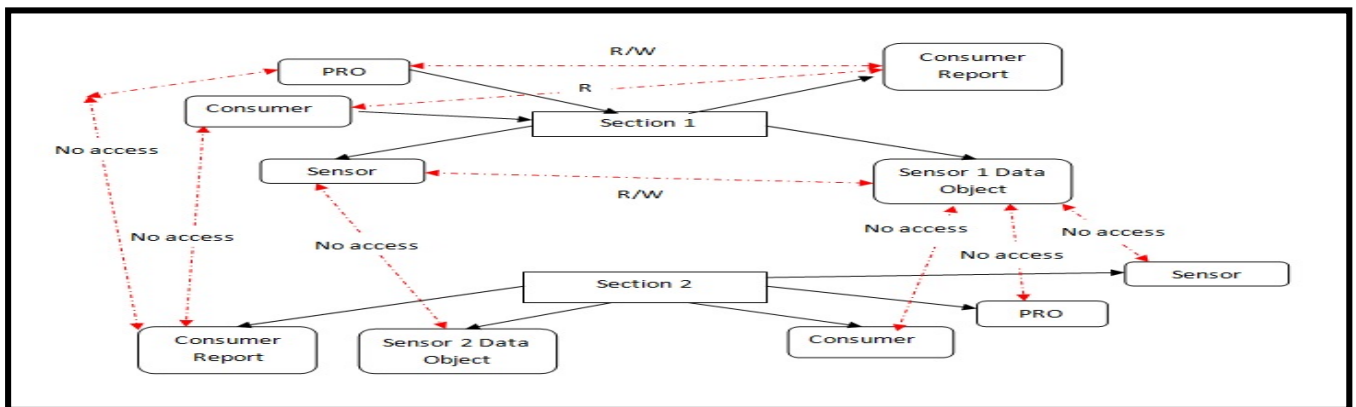 R/W
Consumer
Report
PRO
R
Consumer
Section 1
No access
Sensor
Sensor 1 Data
Object
R/W
No access
No access
No access
No access
No access
Sensor
Section 2
PRO
Consumer
Report
Sensor 2 Data
Object
Consumer